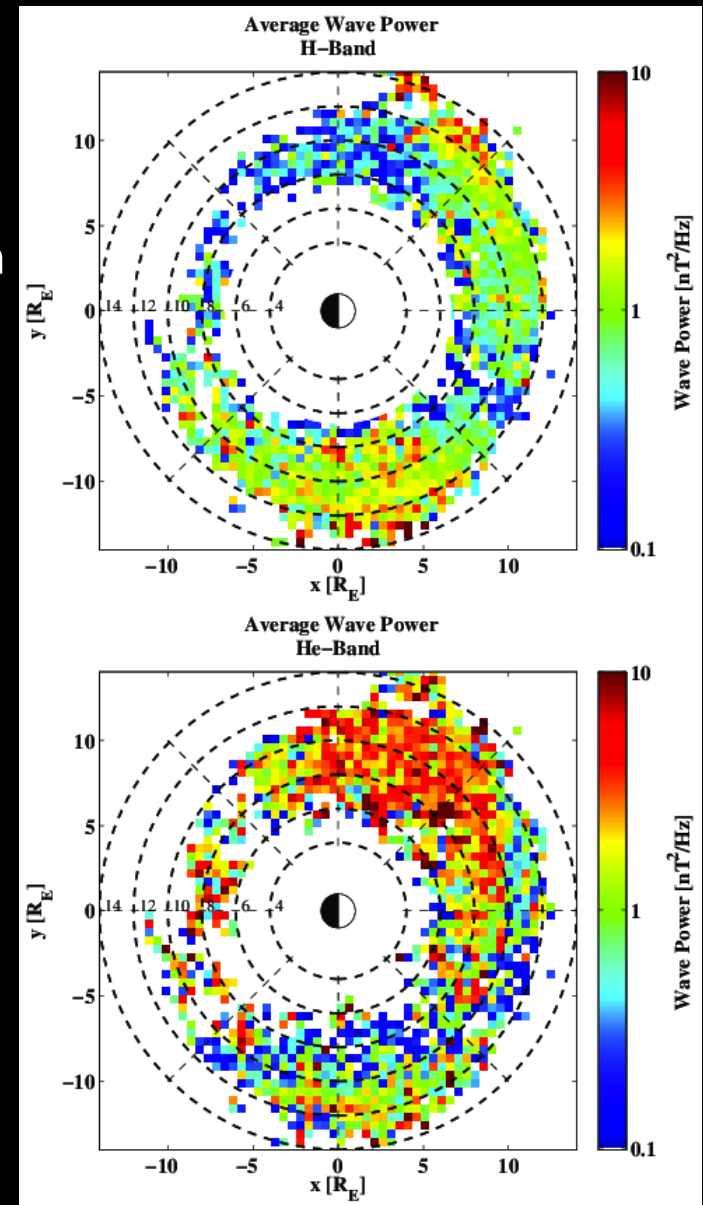 n
Average Wave Power
H-Band
10
5
0
-5
-10
y [R_E]
14 12 10 8 6 4
-10 -5 0 5 10
x [R_E]
10
1
0.1
Wave Power [nT²/Hz]
Average Wave Power
He-Band
10
5
0
-5
-10
y [R_E]
14 12 10 8 6 4
-10 -5 0 5 10
x [R_E]
10
1
0.1
Wave Power [nT²/Hz]